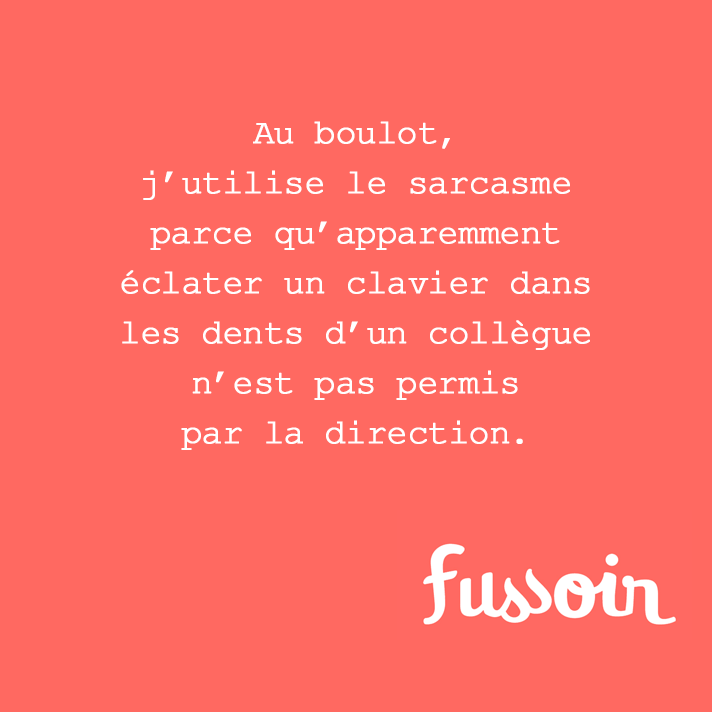 Au boulot,
j’utilise le sarcasme
parce qu’apparemment
éclater un clavier dans
les dents d’un collègue
n’est pas permis
par la direction.
fussoir